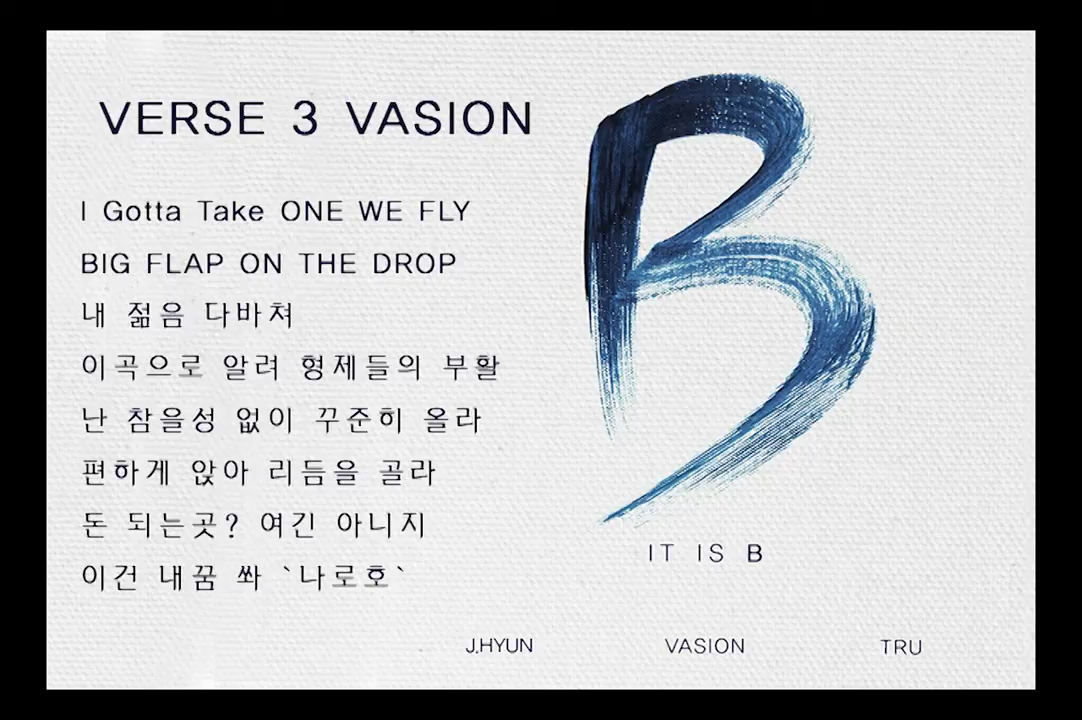 VERSE 3 VASION
I Gotta Take ONE WE FLY
BIG FLAP ON THE DROP
내 젊음 다바쳐
이곡으로 알려 형제들의 부활
난 참을성 없이 꾸준히 올라
편하게 앉아 리듬을 골라
돈 되는곳? 여긴 아니지
이건 내꿈 쏴 `나로호`
B
IT IS B
J.HYUN VASION TRU